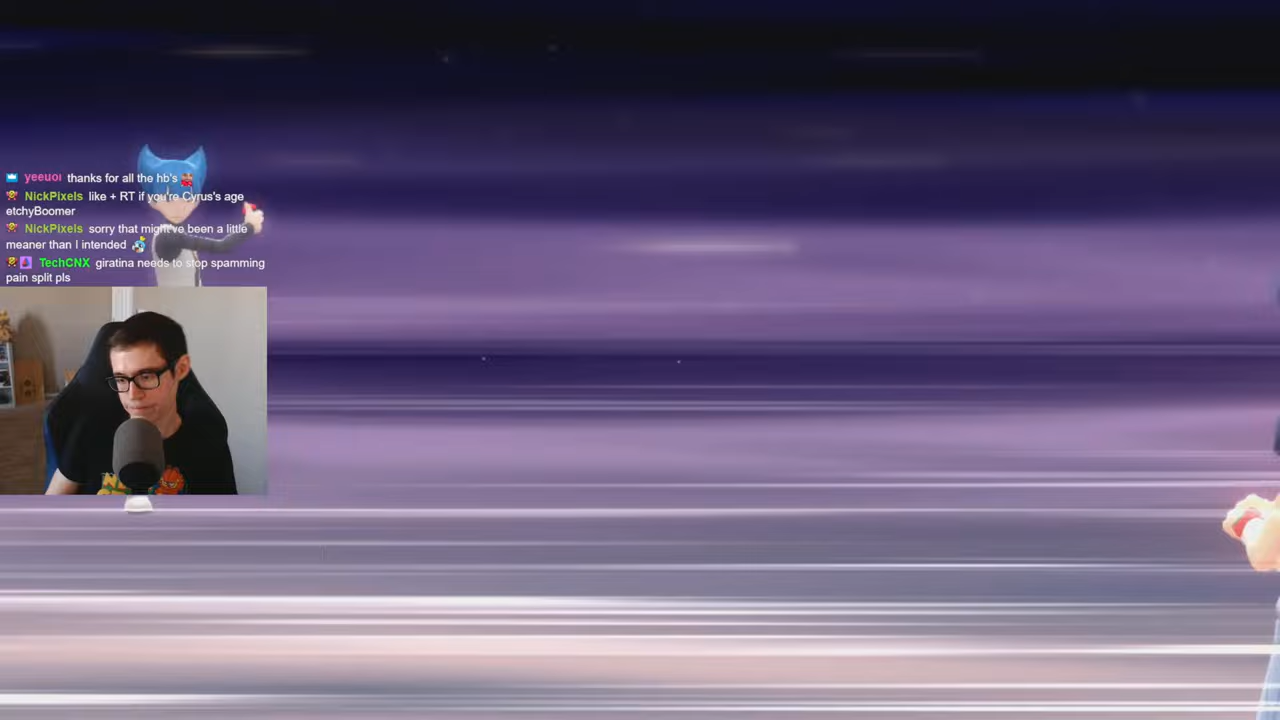 yeeuoi thanks for all the hb's
NickPixels like + RT if you're Cyrus's age
etchyBoomer
NickPixels sorry that might've been a little
meaner than I intended
TechCNX giratina needs to stop spamming
pain split pls